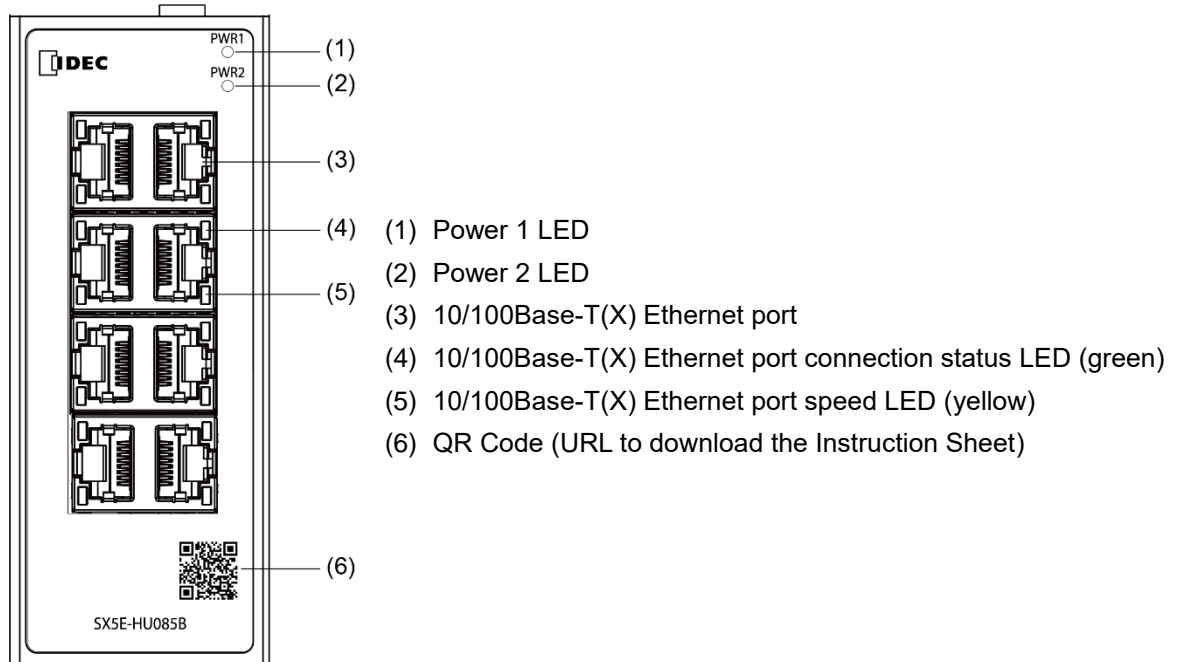 PWR1
IDEC
PWR2
(1)
(2)
(3)
(4)
(5)
(6)
SX5E-HU085B
(1) Power 1 LED
(2) Power 2 LED
(3) 10/100Base-T(X) Ethernet port
(4) 10/100Base-T(X) Ethernet port connection status LED (green)
(5) 10/100Base-T(X) Ethernet port speed LED (yellow)
(6) QR Code (URL to download the Instruction Sheet)